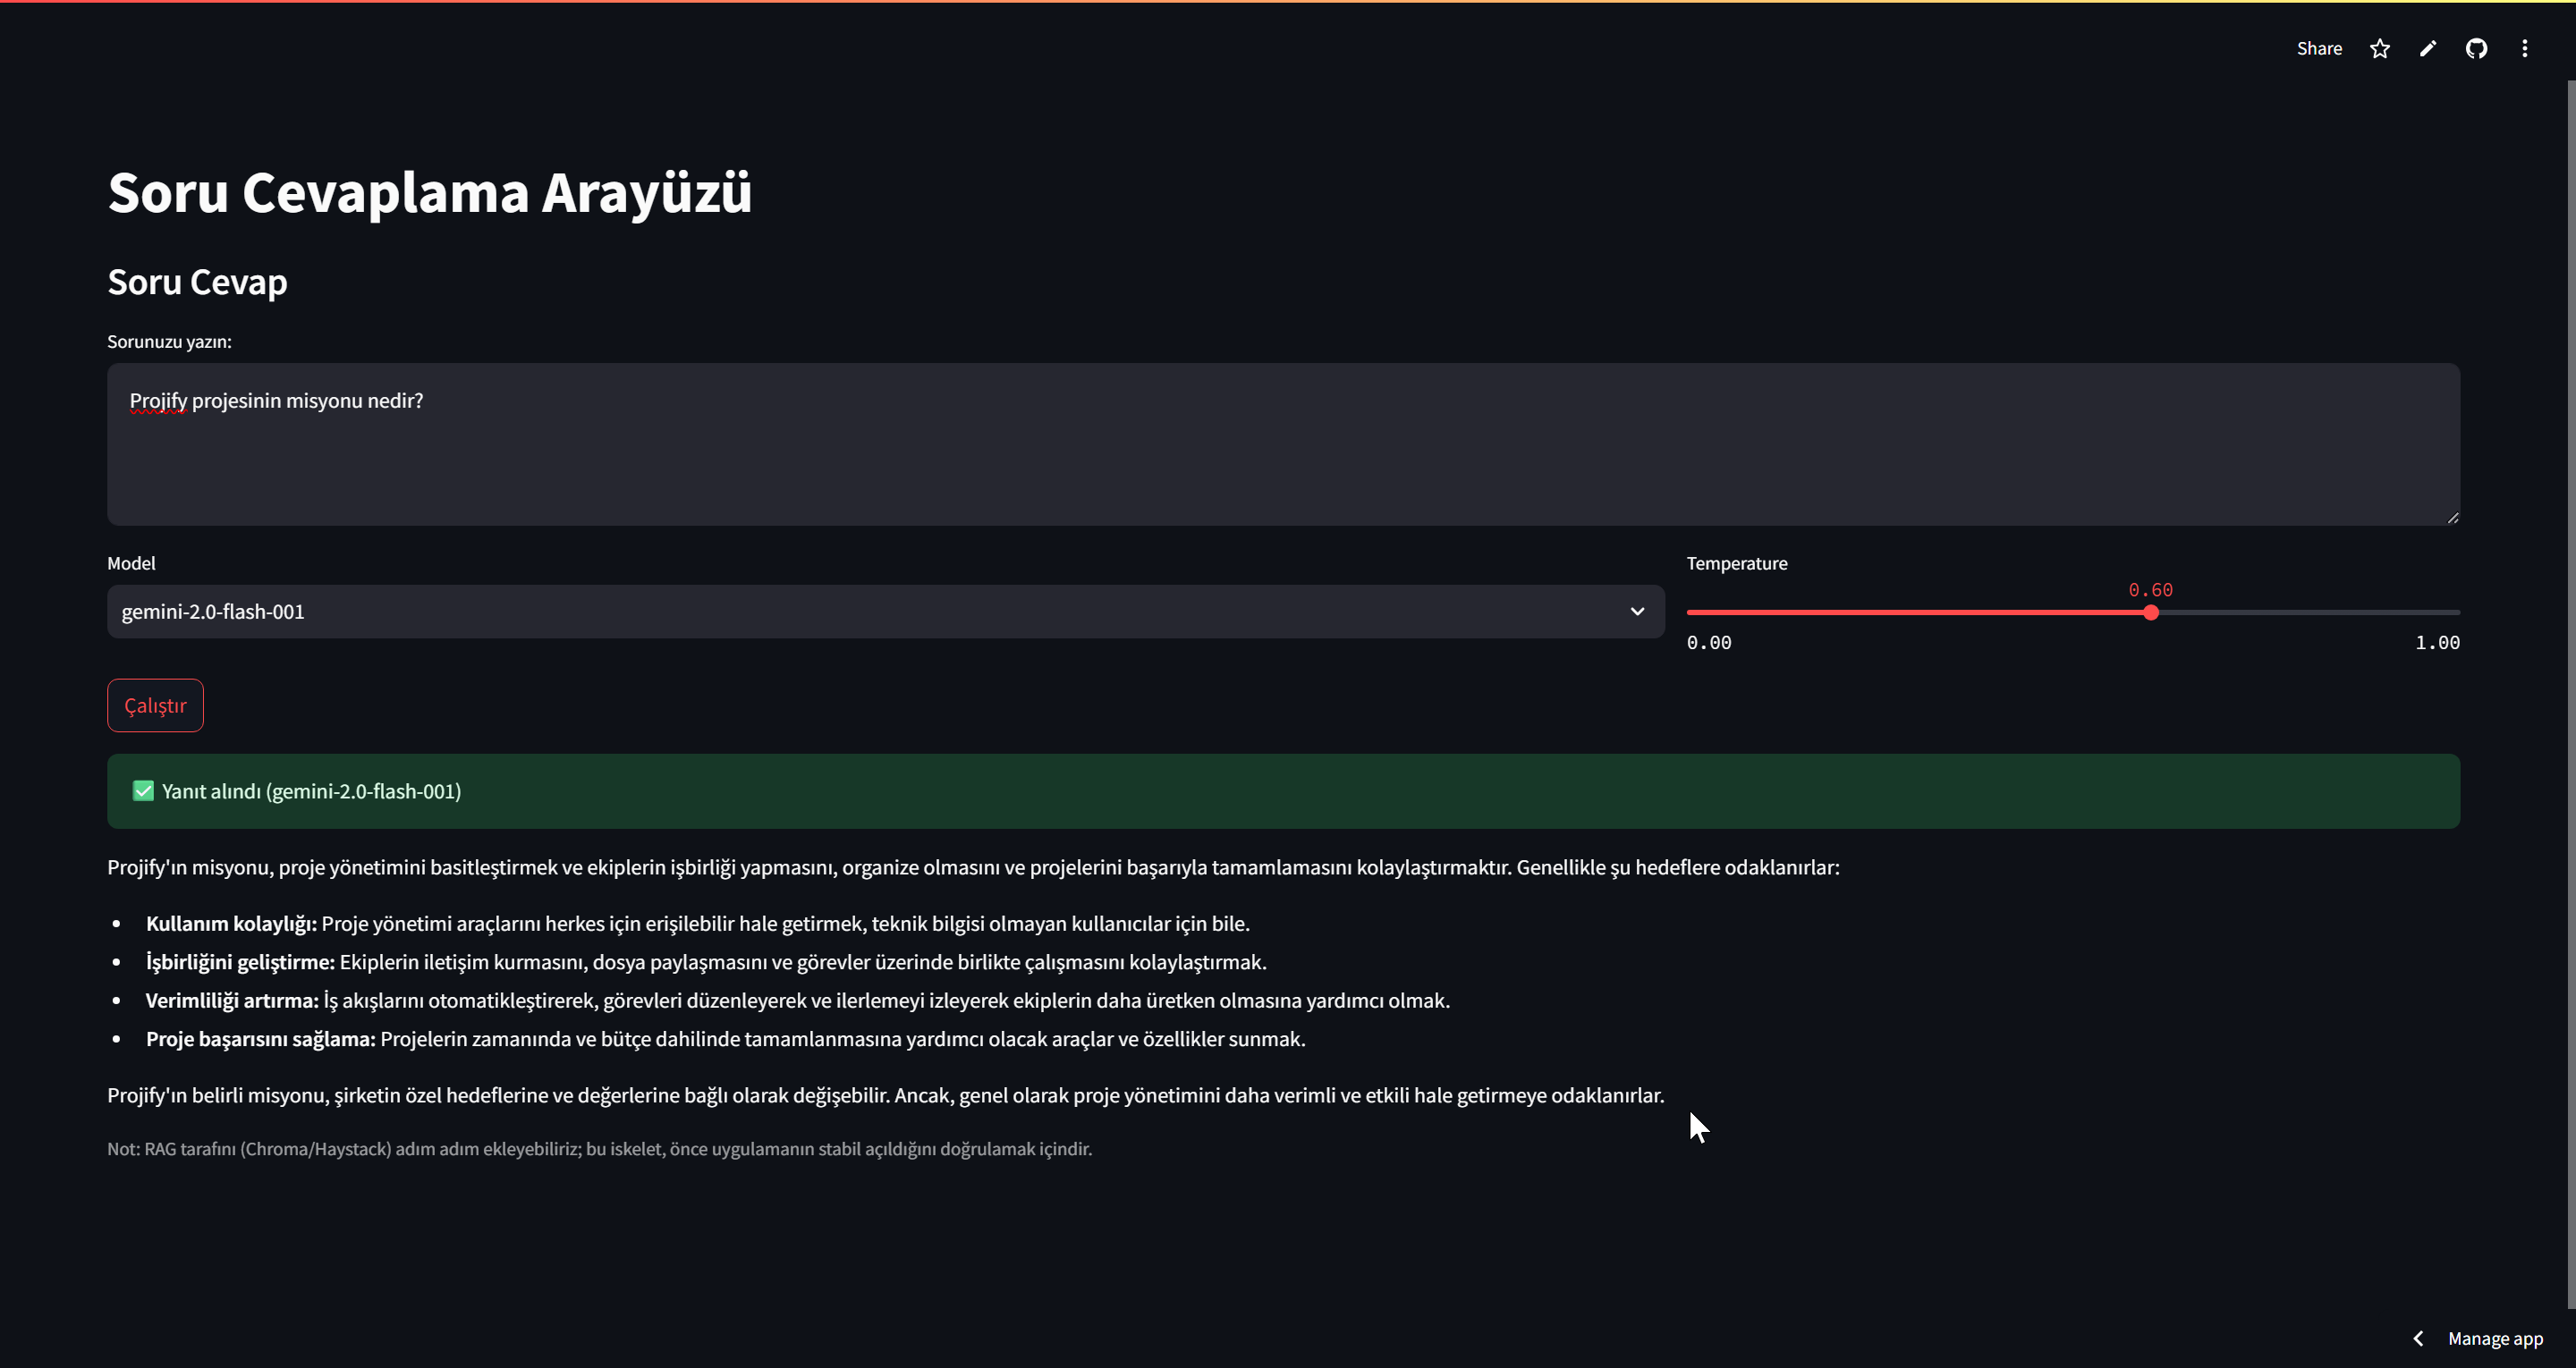 Share
Soru Cevaplama Arayüzü
Soru Cevap
Sorunuzu yazın:
Projify projesinin misyonu nedir?
Model
Temperature
gemini-2.0-flash-001
0.60
0.00
1.00
Çalıştır
✅ Yanıt alındı (gemini-2.0-flash-001)
Projify'ın misyonu, proje yönetimini basitleştirmek ve ekiplerin işbirliği yapmasını, organize olmasını ve projelerini başarıyla tamamlamasını kolaylaştırmaktır. Genellikle şu hedeflere odaklanırlar:
• Kullanım kolaylığı: Proje yönetimi araçlarını herkes için erişilebilir hale getirmek, teknik bilgisi olmayan kullanıcılar için bile.
• İşbirliğini geliştirme: Ekiplerin iletişim kurmasını, dosya paylaşmasını ve görevler üzerinde birlikte çalışmasını kolaylaştırmak.
• Verimliliği artırma: İş akışlarını otomatikleştirerek, görevleri düzenleyerek ve ilerlemeyi izleyerek ekiplerin daha üretken olmasına yardımcı olmak.
• Proje başarısını sağlama: Projelerin zamanında ve bütçe dahilinde tamamlanmasına yardımcı olacak araçlar ve özellikler sunmak.
Projify'ın belirli misyonu, şirketin özel hedeflerine ve değerlerine bağlı olarak değişebilir. Ancak, genel olarak proje yönetimini daha verimli ve etkili hale getirmeye odaklanırlar.
Not: RAG tarafını (Chroma/Haystack) adım adım ekleyebiliriz; bu iskelet, önce uygulamanın stabil açıldığını doğrulamak içindir.
Manage app